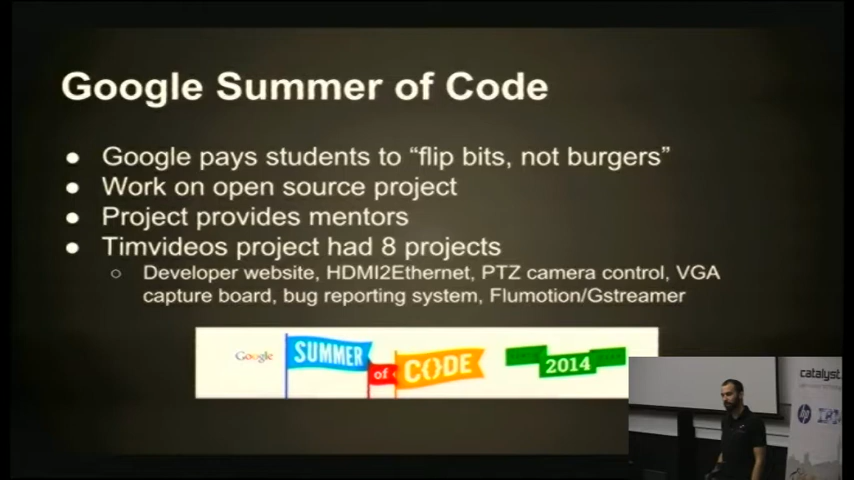 Google Summer of Code
● Google pays students to “flip bits, not burgers”
● Work on open source project
● Project provides mentors
● Timvideos project had 8 projects
○ Developer website, HDMI2Ethernet, PTZ camera control, VGA
capture board, bug reporting system, Flumotion/Gstreamer
Google SUMMER of CODE 2014
catalyst
hp IBM